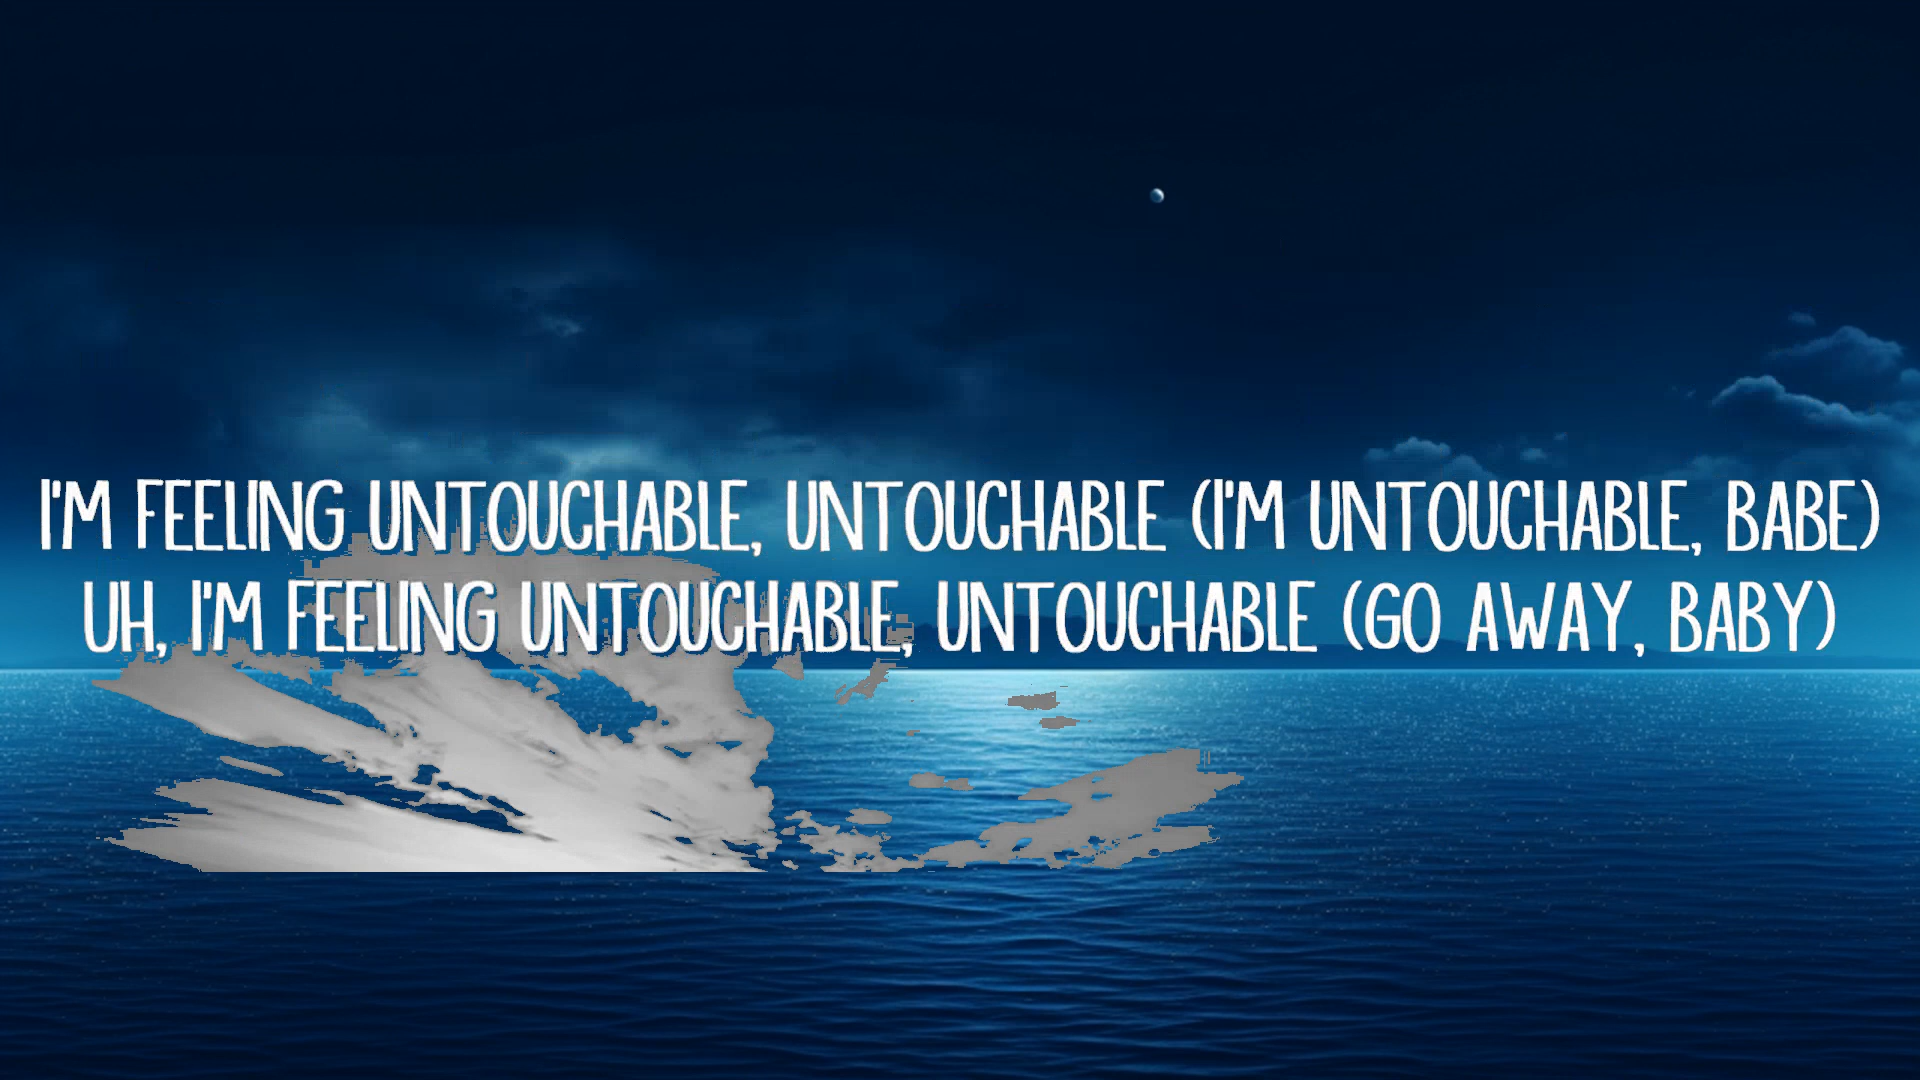 I'M FEELING UNTOUCHABLE, UNTOUCHABLE (I'M UNTOUCHABLE, BABE)
UH, I'M FEELING UNTOUCHABLE, UNTOUCHABLE (GO AWAY, BABY)